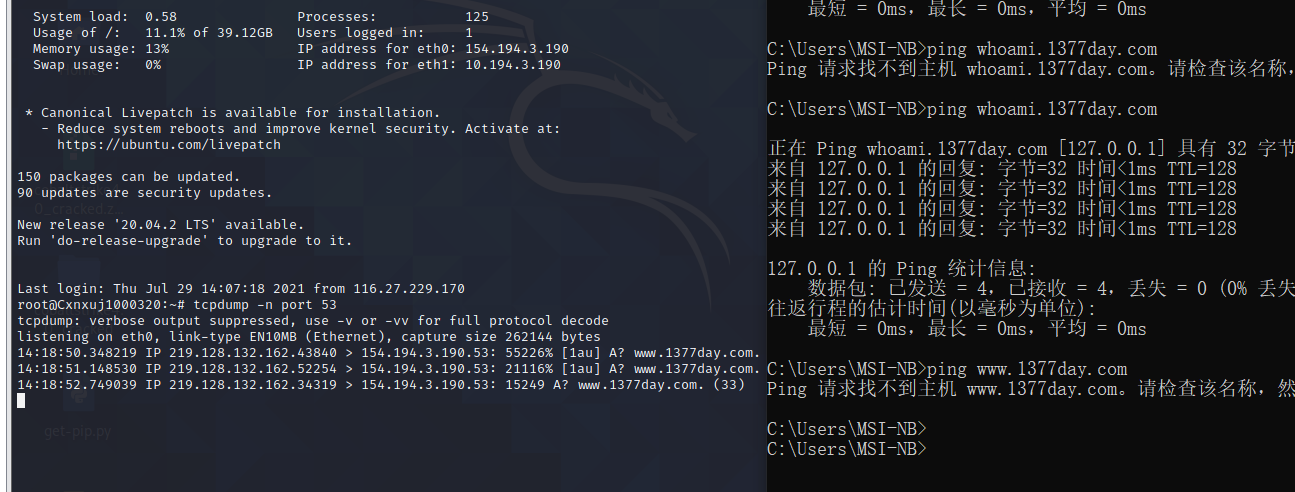 System load:  0.58              Processes:           125
Usage of /:   11.1% of 39.12GB   Users logged in:     1
Memory usage: 13%                IP address for eth0: 154.194.3.190
Swap usage:   0%                 IP address for eth1: 10.194.3.190
* Canonical Livepatch is available for installation.
- Reduce system reboots and improve kernel security. Activate at:
https://ubuntu.com/livepatch
150 packages can be updated.
90 updates are security updates.
New release '20.04.2 LTS' available.
Run 'do-release-upgrade' to upgrade to it.
Last login: Thu Jul 29 14:07:18 2021 from 116.27.229.170
root@Cxnxuj1000320:~# tcpdump -n port 53
tcpdump: verbose output suppressed, use -v or -vv for full protocol decode
listening on eth0, link-type EN10MB (Ethernet), capture size 262144 bytes
14:18:50.348219 IP 219.128.132.162.43840 > 154.194.3.190.53: 55226% [1au] A? www.1377day.com.
14:18:51.148530 IP 219.128.132.162.52254 > 154.194.3.190.53: 21116% [1au] A? www.1377day.com.
14:18:52.749039 IP 219.128.132.162.34319 > 154.194.3.190.53: 15249 A? www.1377day.com. (33)
get-pip.py
最短 = 0ms，最长 = 0ms，平均 = 0ms
C:\Users\MSI-NB>ping whoami.1377day.com
Ping 请求找不到主机 whoami.1377day.com。请检查该名称，
C:\Users\MSI-NB>ping whoami.1377day.com
正在 Ping whoami.1377day.com [127.0.0.1] 具有 32 字节
来自 127.0.0.1 的回复: 字节=32 时间<1ms TTL=128
来自 127.0.0.1 的回复: 字节=32 时间<1ms TTL=128
来自 127.0.0.1 的回复: 字节=32 时间<1ms TTL=128
来自 127.0.0.1 的回复: 字节=32 时间<1ms TTL=128
127.0.0.1 的 Ping 统计信息:
数据包: 已发送 = 4，已接收 = 4，丢失 = 0 (0% 丢失
往返行程的估计时间(以毫秒为单位):
最短 = 0ms，最长 = 0ms，平均 = 0ms
C:\Users\MSI-NB>ping www.1377day.com
Ping 请求找不到主机 www.1377day.com。请检查该名称，然
C:\Users\MSI-NB>
C:\Users\MSI-NB>